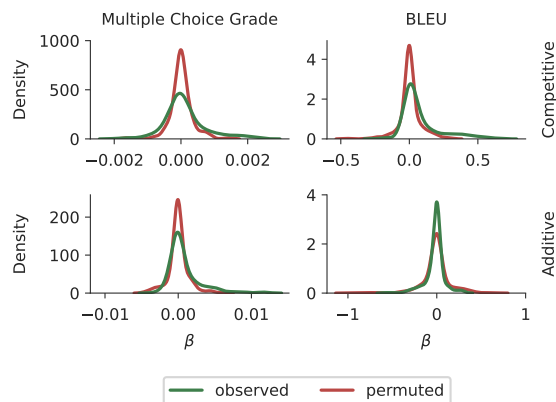 Multiple Choice Grade
BLEU
Density
1000
500
0
−0.002 0.000 0.002
4
2
0
−0.5 0.0 0.5
Competitive
Density
200
100
0
−0.01 0.00 0.01
β
4
2
0
−1 0 1
β
Additive
observed permuted